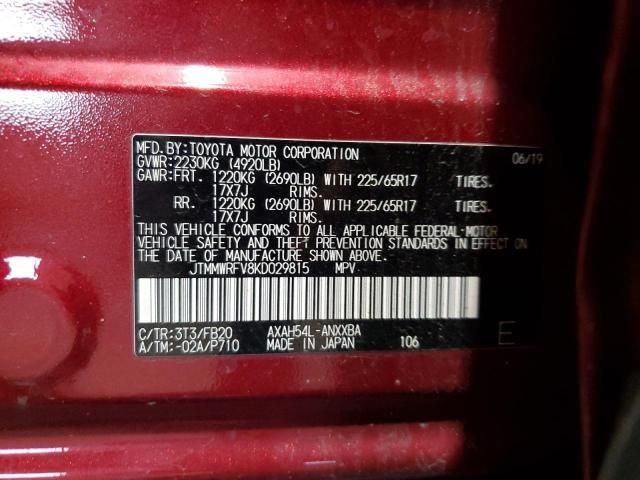 MFD. BY:TOYOTA MOTOR CORPORATION 06/19
GVWR:2230KG (4920LB)
GAWR:FRT. 1220KG (2690LB) WITH 225/65R17 TIRES.
17X7J RIMS.
RR. 1220KG (2690LB) WITH 225/65R17 TIRES.
17X7J RIMS.
THIS VEHICLE CONFORMS TO ALL APPLICABLE FEDERAL-MOTOR
VEHICLE SAFETY AND THEFT PREVENTION STANDARDS IN EFFECT ON
THE DATE OF MANUFACTURE SHOWN ABOVE.
JTMMWRFV8KD029815 MPV
C/TR:3T3/FB20 AXAH54L-ANXXBA
A/TM:-02A/P710 MADE IN JAPAN 106 E